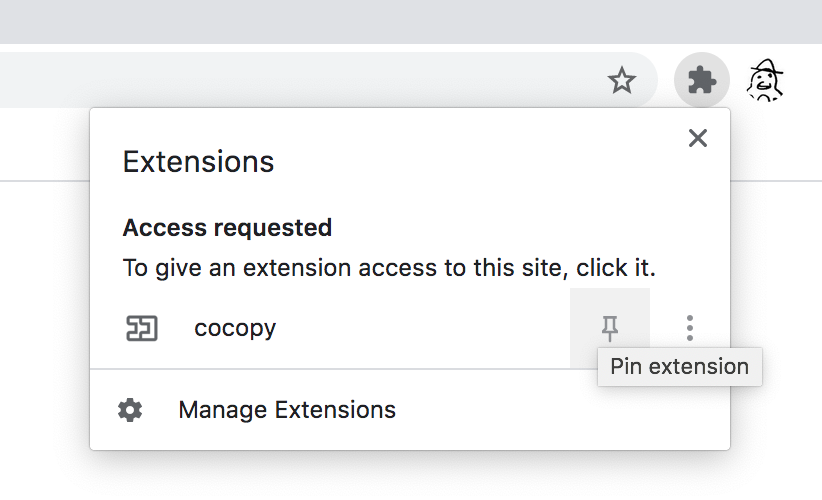 Extensions
Access requested
To give an extension access to this site, click it.
cocopy
Pin extension
Manage Extensions